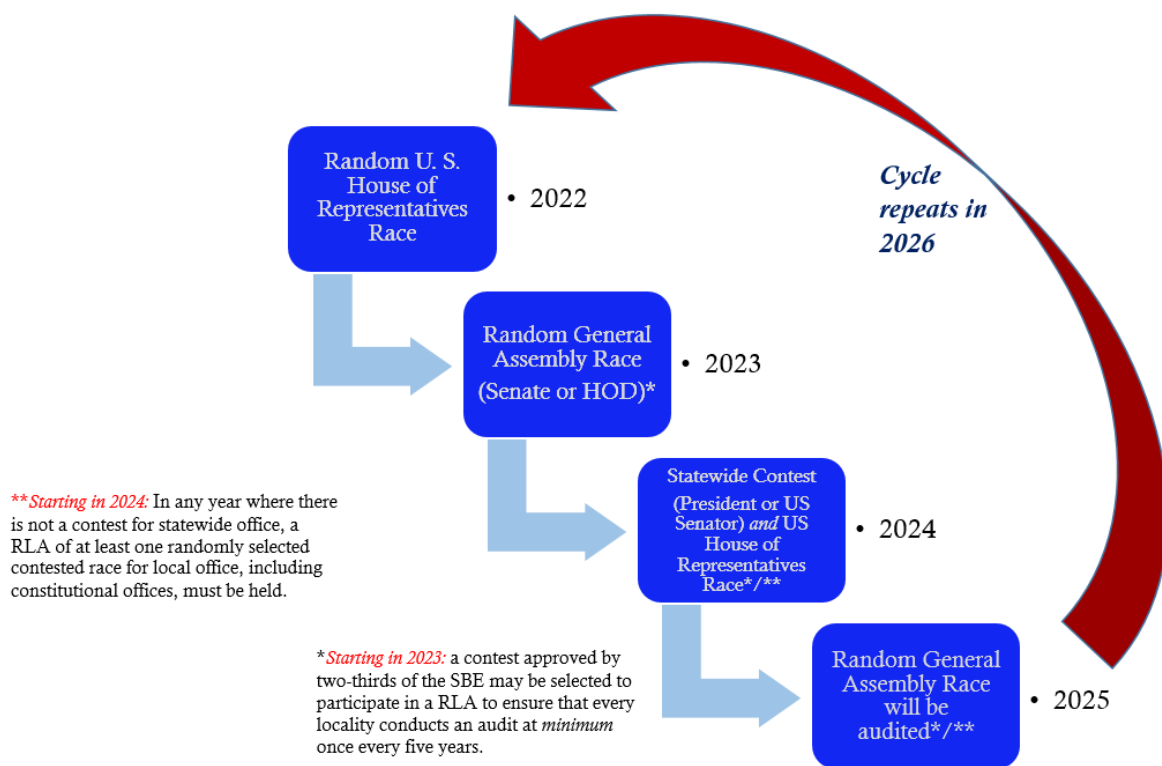 Random U. S.
House of
Representatives
Race
• 2022
Cycle
repeats in
2026
Random General
Assembly Race
(Senate or HOD)*
• 2023
Statewide Contest
(President or US
Senator) and US
House of
Representatives
Race*/**
• 2024
**Starting in 2024: In any year where there
is not a contest for statewide office, a
RLA of at least one randomly selected
contested race for local office, including
constitutional offices, must be held.
*Starting in 2023: a contest approved by
two-thirds of the SBE may be selected to
participate in a RLA to ensure that every
locality conducts an audit at minimum
once every five years.
Random General
Assembly Race
will be
audited*/**
• 2025